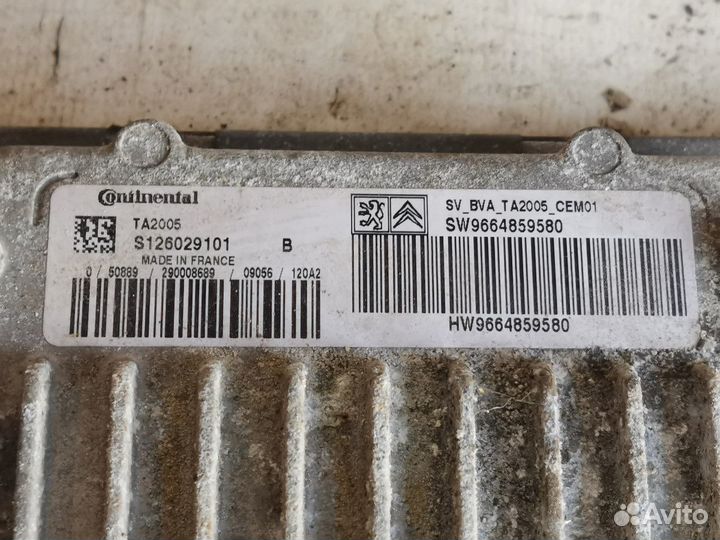 Continental
TA2005
S126029101 B
MADE IN FRANCE
0 / 50889 / 290008689 / 09056 / 120A2
SV_BVA_TA2005_CEM01
SW9664859580
HW9664859580
Avito